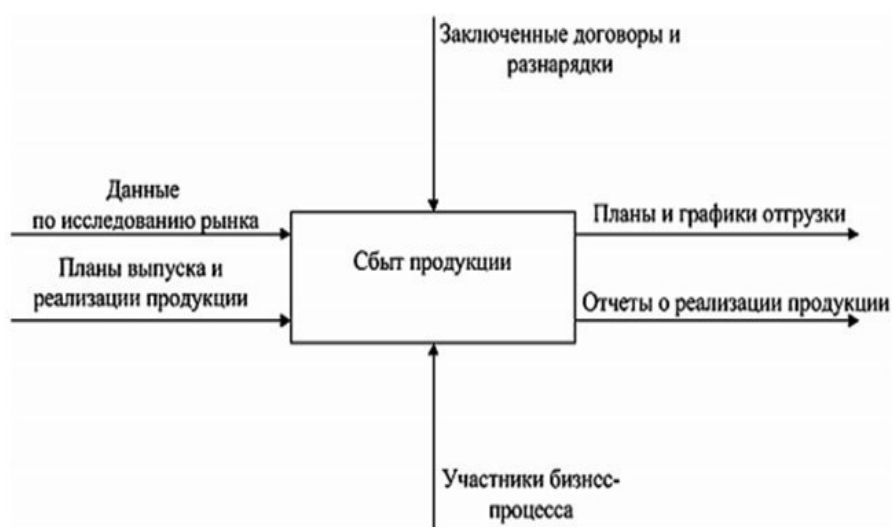 Заключенные договоры и
разнарядки
Данные
по исследованию рынка
Планы выпуска и
реализации продукции
Сбыт продукции
Планы и графики отгрузки
Отчеты о реализации продукции
Участники бизнес-
процесса